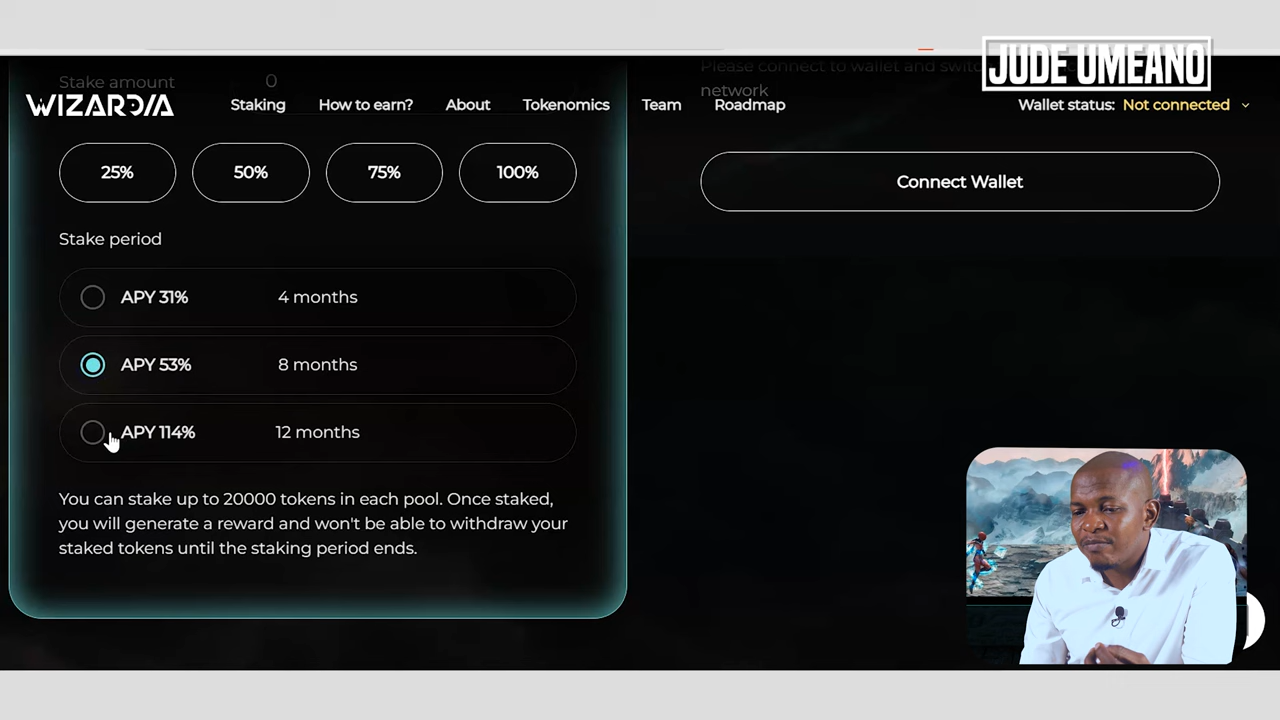 JUDE UMEANO
Stake amount 0
Please connect to wallet and
network
WIZARDIA Staking How to earn? About Tokenomics Team Roadmap Wallet status: Not connected
25% 50% 75% 100%
Connect Wallet
Stake period
APY 31% 4 months
APY 53% 8 months
APY 114% 12 months
You can stake up to 20000 tokens in each pool. Once staked,
you will generate a reward and won't be able to withdraw your
staked tokens until the staking period ends.